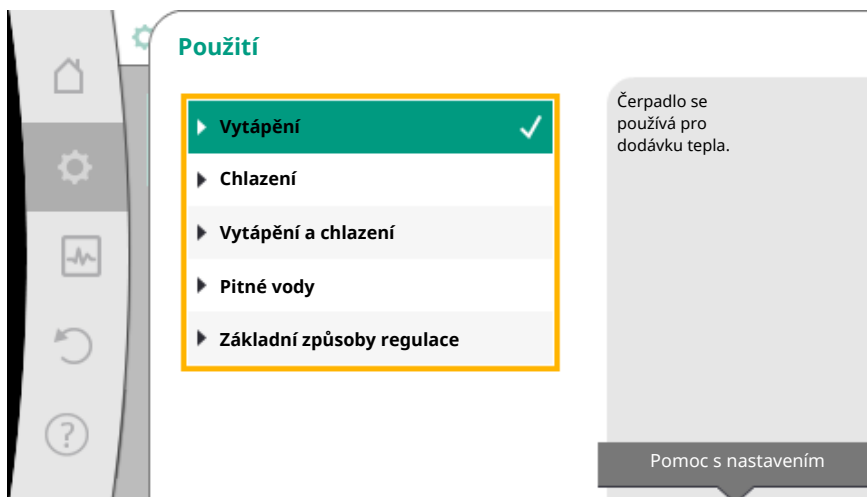 Použití
Vytápění
Chlazení
Vytápění a chlazení
Pitné vody
Základní způsoby regulace
Čerpadlo se
používá pro
dodávku tepla.
Pomoc s nastavením